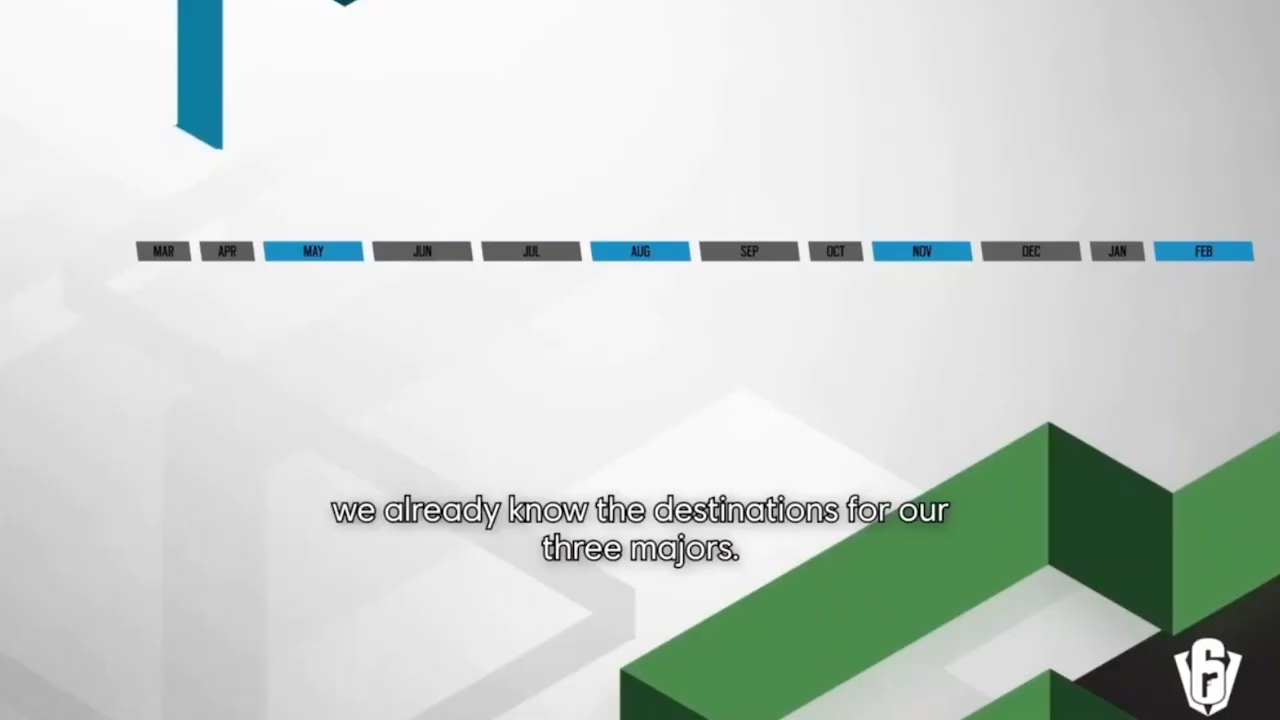 MAR APR MAY JUN JUL AUG SEP OCT NOV DEC JAN FEB
we already know the destinations for our
three majors.